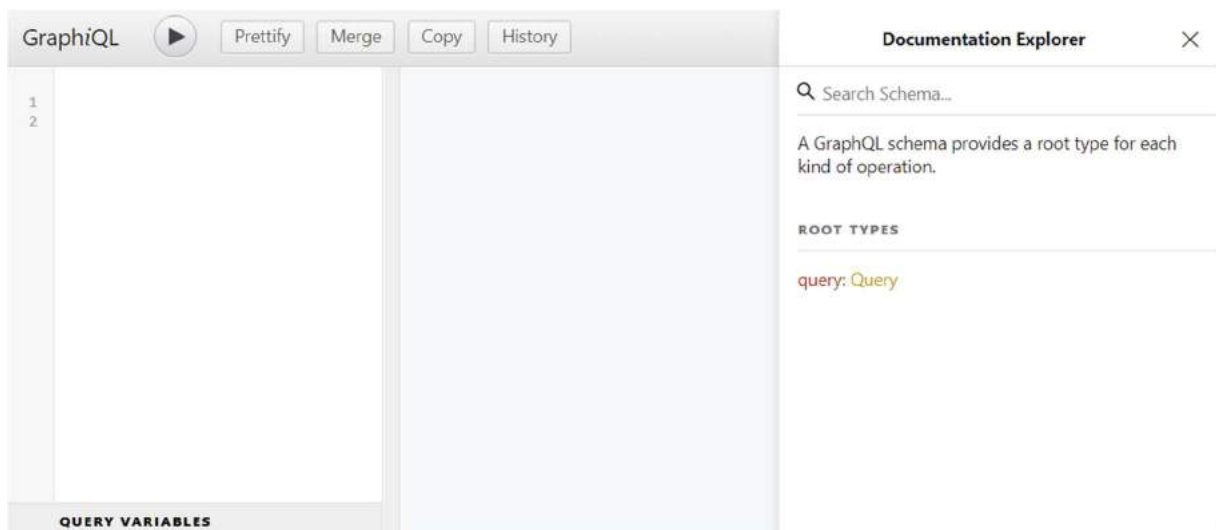 GraphiQL Prettify Merge Copy History
1
2
QUERY VARIABLES
Documentation Explorer
Search Schema...
A GraphQL schema provides a root type for each
kind of operation.
ROOT TYPES
query: Query